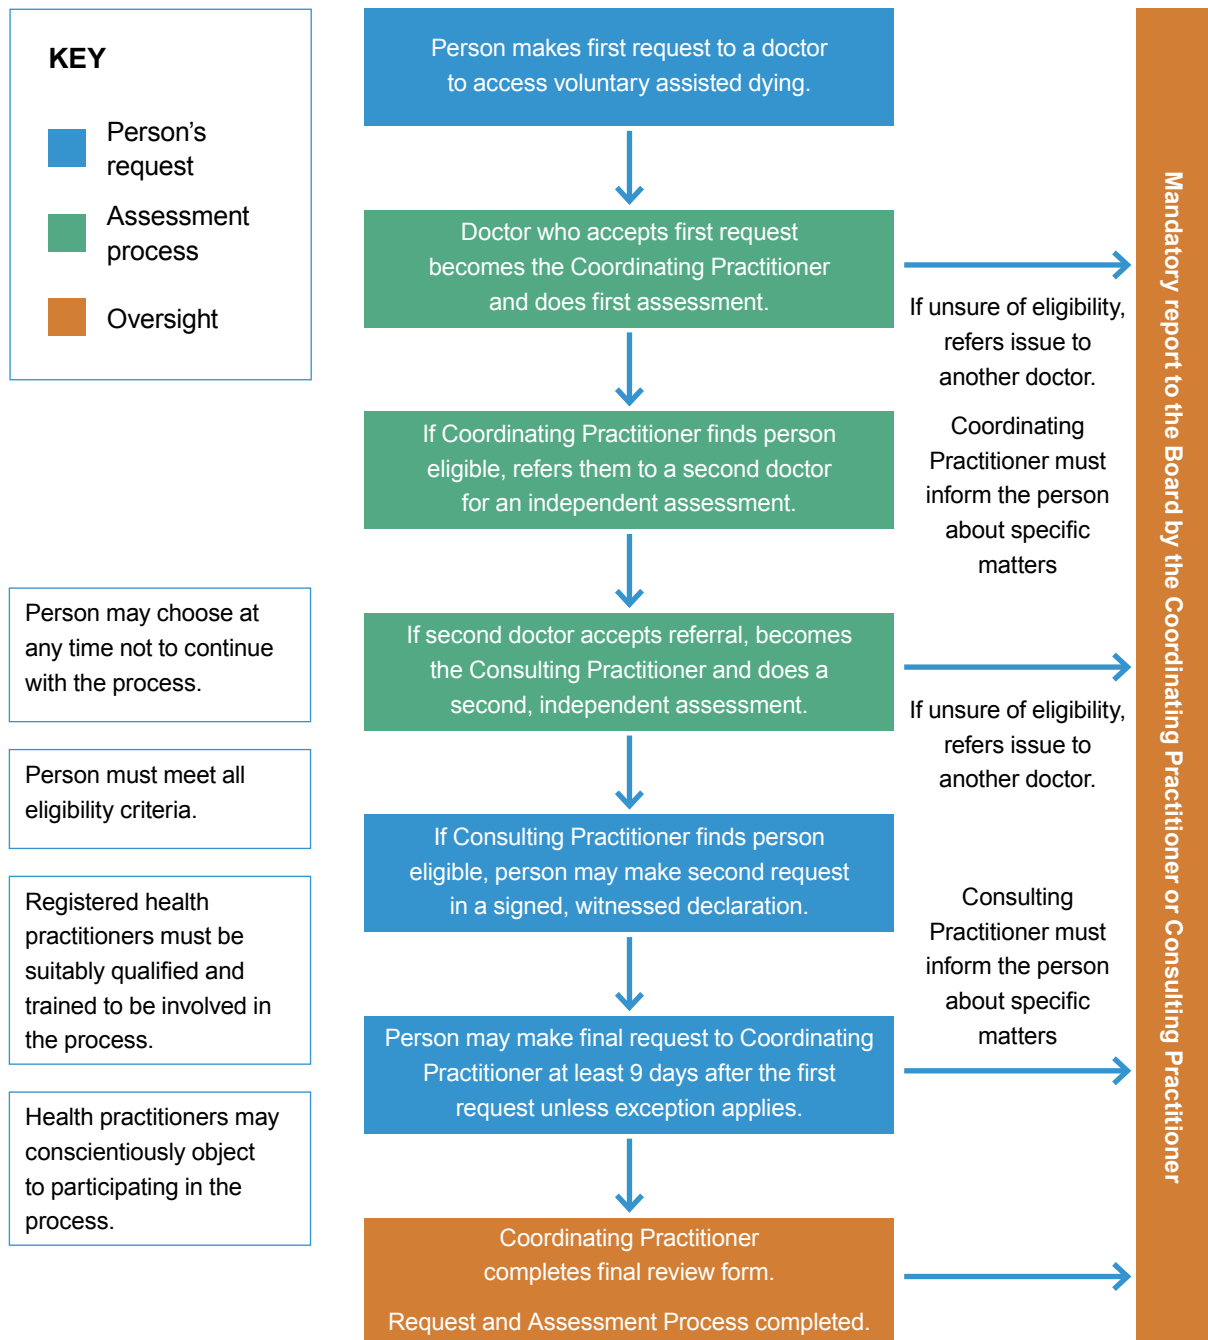 KEY
Person's
request
Assessment
process
Oversight
Person makes first request to a doctor
to access voluntary assisted dying.
Doctor who accepts first request
becomes the Coordinating Practitioner
and does first assessment.
If unsure of eligibility,
refers issue to
another doctor.
If Coordinating Practitioner finds person
eligible, refers them to a second doctor
for an independent assessment.
Coordinating
Practitioner must
inform the person
about specific
matters
If second doctor accepts referral, becomes
the Consulting Practitioner and does a
second, independent assessment.
If unsure of eligibility,
refers issue to
another doctor.
If Consulting Practitioner finds person
eligible, person may make second request
in a signed, witnessed declaration.
Consulting
Practitioner must
inform the person
about specific
matters
Person may make final request to Coordinating
Practitioner at least 9 days after the first
request unless exception applies.
Coordinating Practitioner
completes final review form.
Request and Assessment Process completed.
Person may choose at
any time not to continue
with the process.
Person must meet all
eligibility criteria.
Registered health
practitioners must be
suitably qualified and
trained to be involved in
the process.
Health practitioners may
conscientiously object
to participating in the
process.
Mandatory report to the Board by the Coordinating Practitioner or Consulting Practitioner